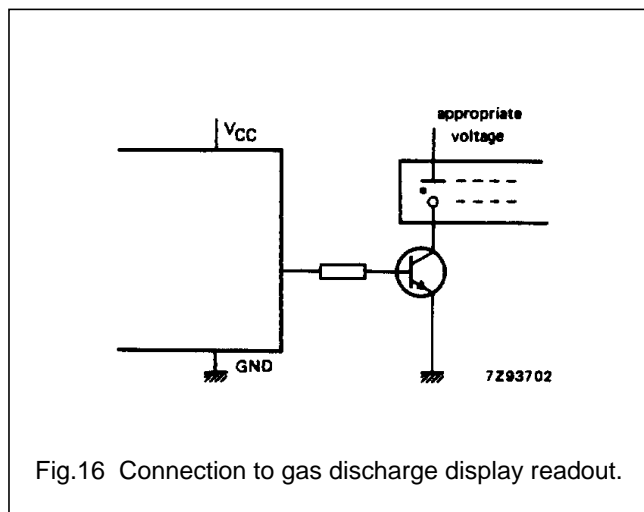 appropriate
voltage
VCC
GND
7Z93702
Fig.16 Connection to gas discharge display readout.